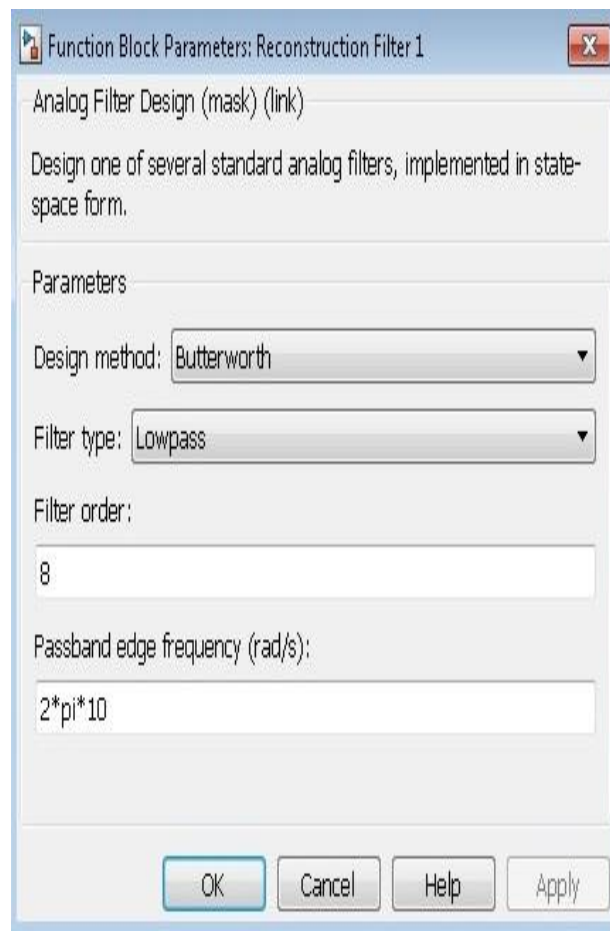 Function Block Parameters: Reconstruction Filter 1
Analog Filter Design (mask) (link)
Design one of several standard analog filters, implemented in state-
space form.
Parameters
Design method: Butterworth
Filter type: Lowpass
Filter order:
8
Passband edge frequency (rad/s):
2*pi*10
OK Cancel Help Apply